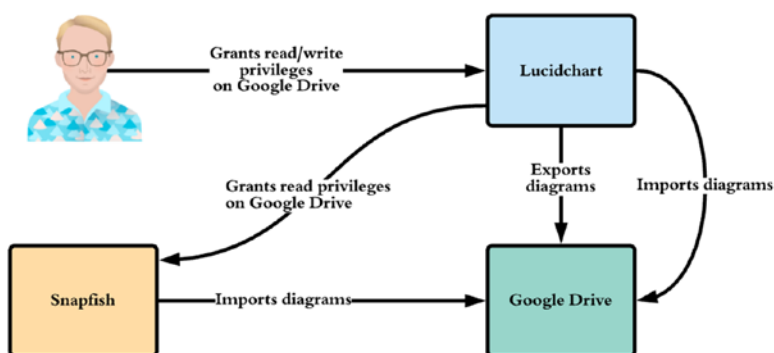 Grants read/write
privileges
on Google Drive
Lucidchart
Exports
diagrams
Imports diagrams
Grants read privileges
on Google Drive
Snapfish
Imports diagrams
Google Drive